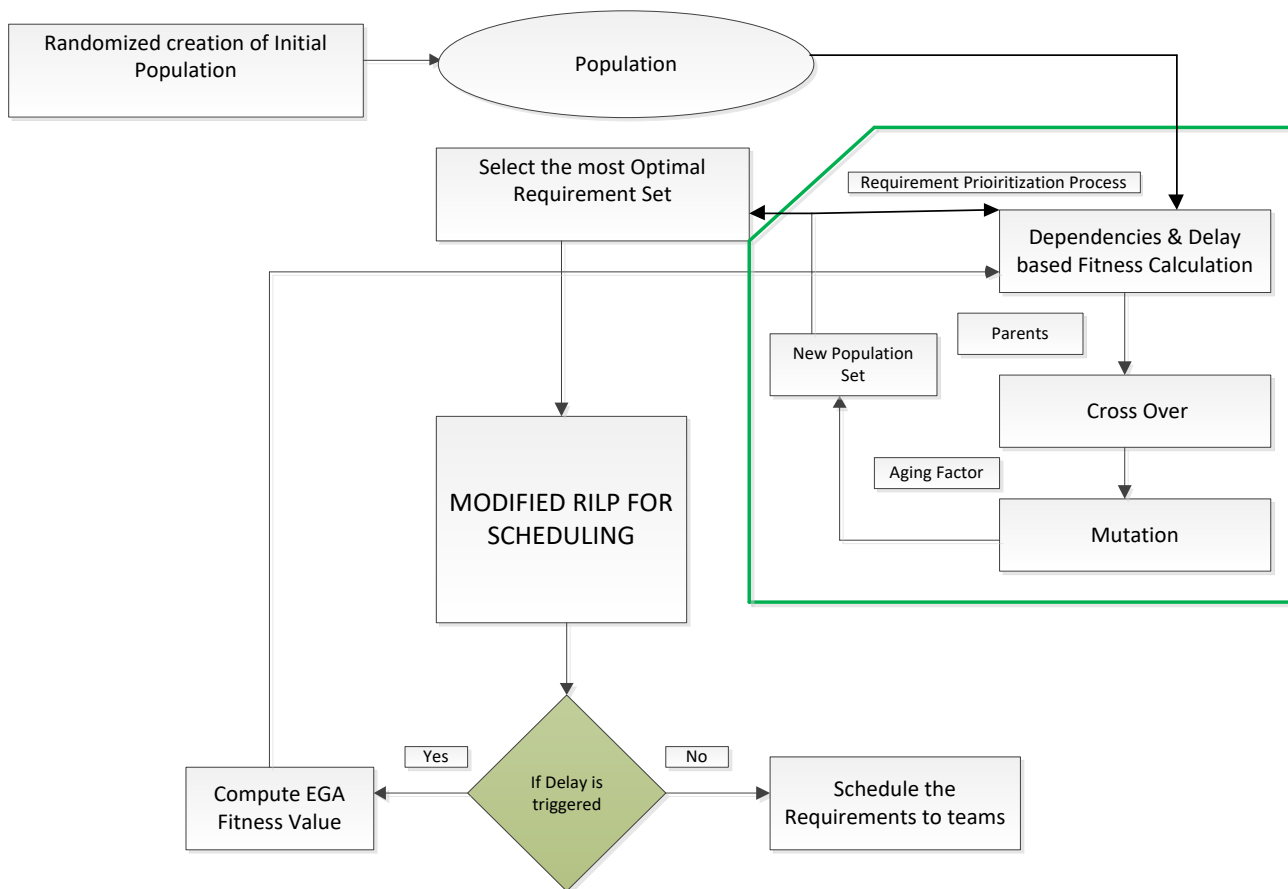 Randomized creation of Initial
Population
Population
Select the most Optimal
Requirement Set
Requirement Prioiritization Process
Dependencies & Delay
based Fitness Calculation
Parents
New Population
Set
Cross Over
Aging Factor
MODIFIED RILP FOR
SCHEDULING
Mutation
Yes
No
If Delay is
triggered
Compute EGA
Fitness Value
Schedule the
Requirements to teams